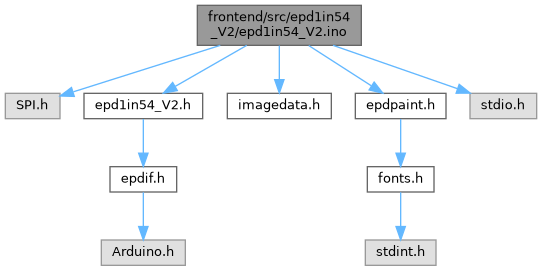 frontend/src/epd1in54
_V2/epd1in54_V2.ino
SPI.h
epd1in54_V2.h
imagedata.h
epdpaint.h
stdio.h
epdif.h
fonts.h
Arduino.h
stdint.h